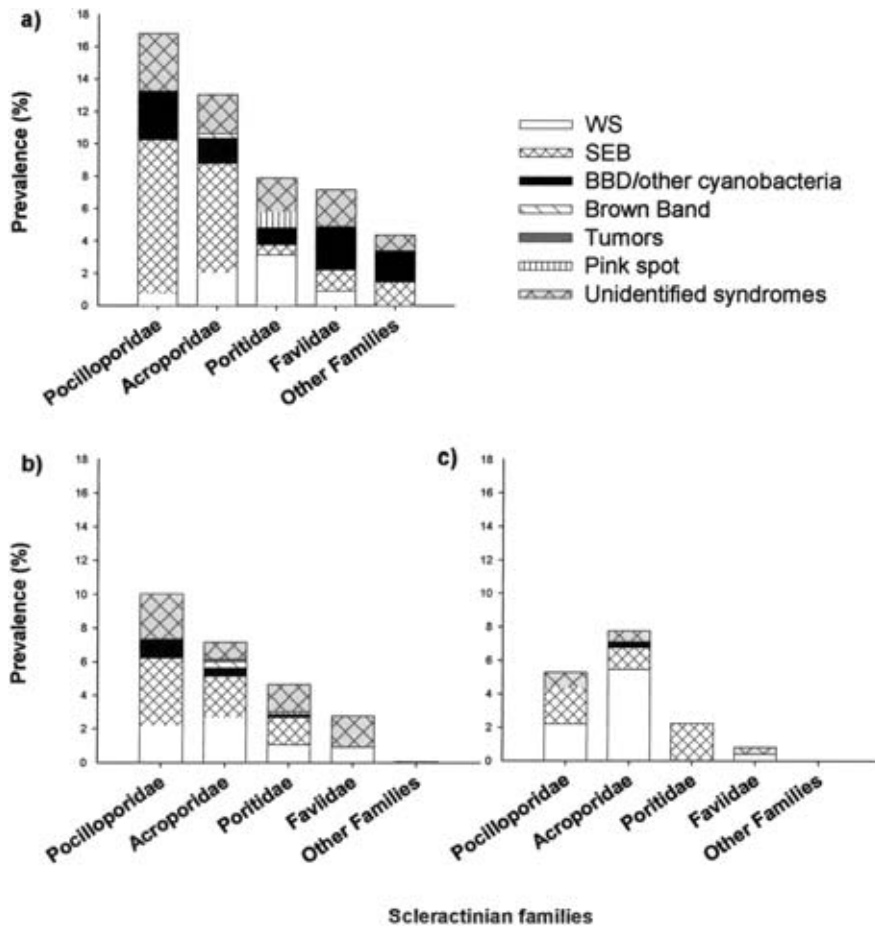 a)
18
16
14
12
10
8
6
4
2
0
Prevalence (%)
Pocilloporidae
Acroporidae
Poritidae
Faviidae
Other Families
WS
SEB
BBD/other cyanobacteria
Brown Band
Tumors
Pink spot
Unidentified syndromes
b)
18
16
14
12
10
8
6
4
2
0
Prevalence (%)
Pocilloporidae
Acroporidae
Poritidae
Faviidae
Other Families
c)
18
16
14
12
10
8
6
4
2
0
Pocilloporidae
Acroporidae
Poritidae
Faviidae
Other Families
Scleractinian families